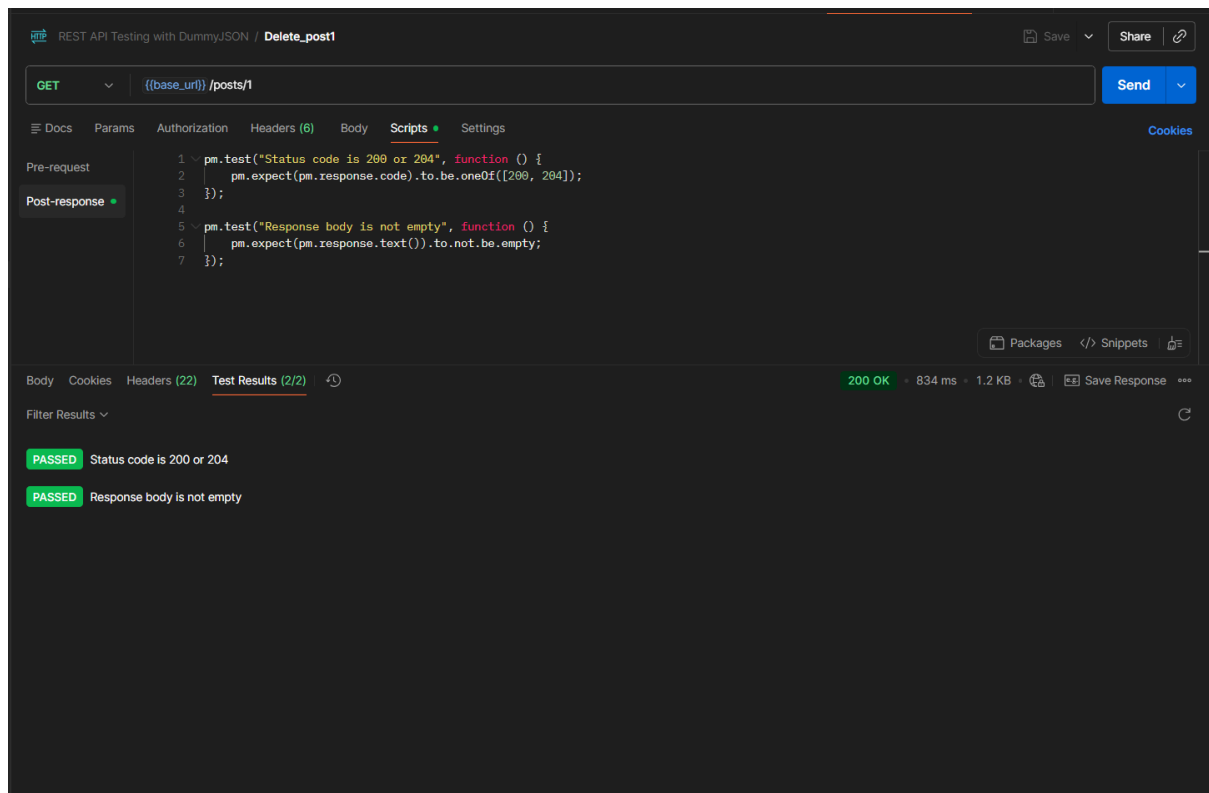 HTTP REST API Testing with DummyJSON / Delete_post1 Save Share
GET {{base_url}} /posts/1 Send
Docs Params Authorization Headers (6) Body Scripts Settings Cookies
Pre-request
Post-response
1 pm.test("Status code is 200 or 204", function () {
2 pm.expect(pm.response.code).to.be.oneOf([200, 204]);
3 });
4
5 pm.test("Response body is not empty", function () {
6 pm.expect(pm.response.text()).to.not.be.empty;
7 });
Packages </> Snippets
Body Cookies Headers (22) Test Results (2/2) 200 OK 834 ms 1.2 KB e.g. Save Response
Filter Results
PASSED Status code is 200 or 204
PASSED Response body is not empty